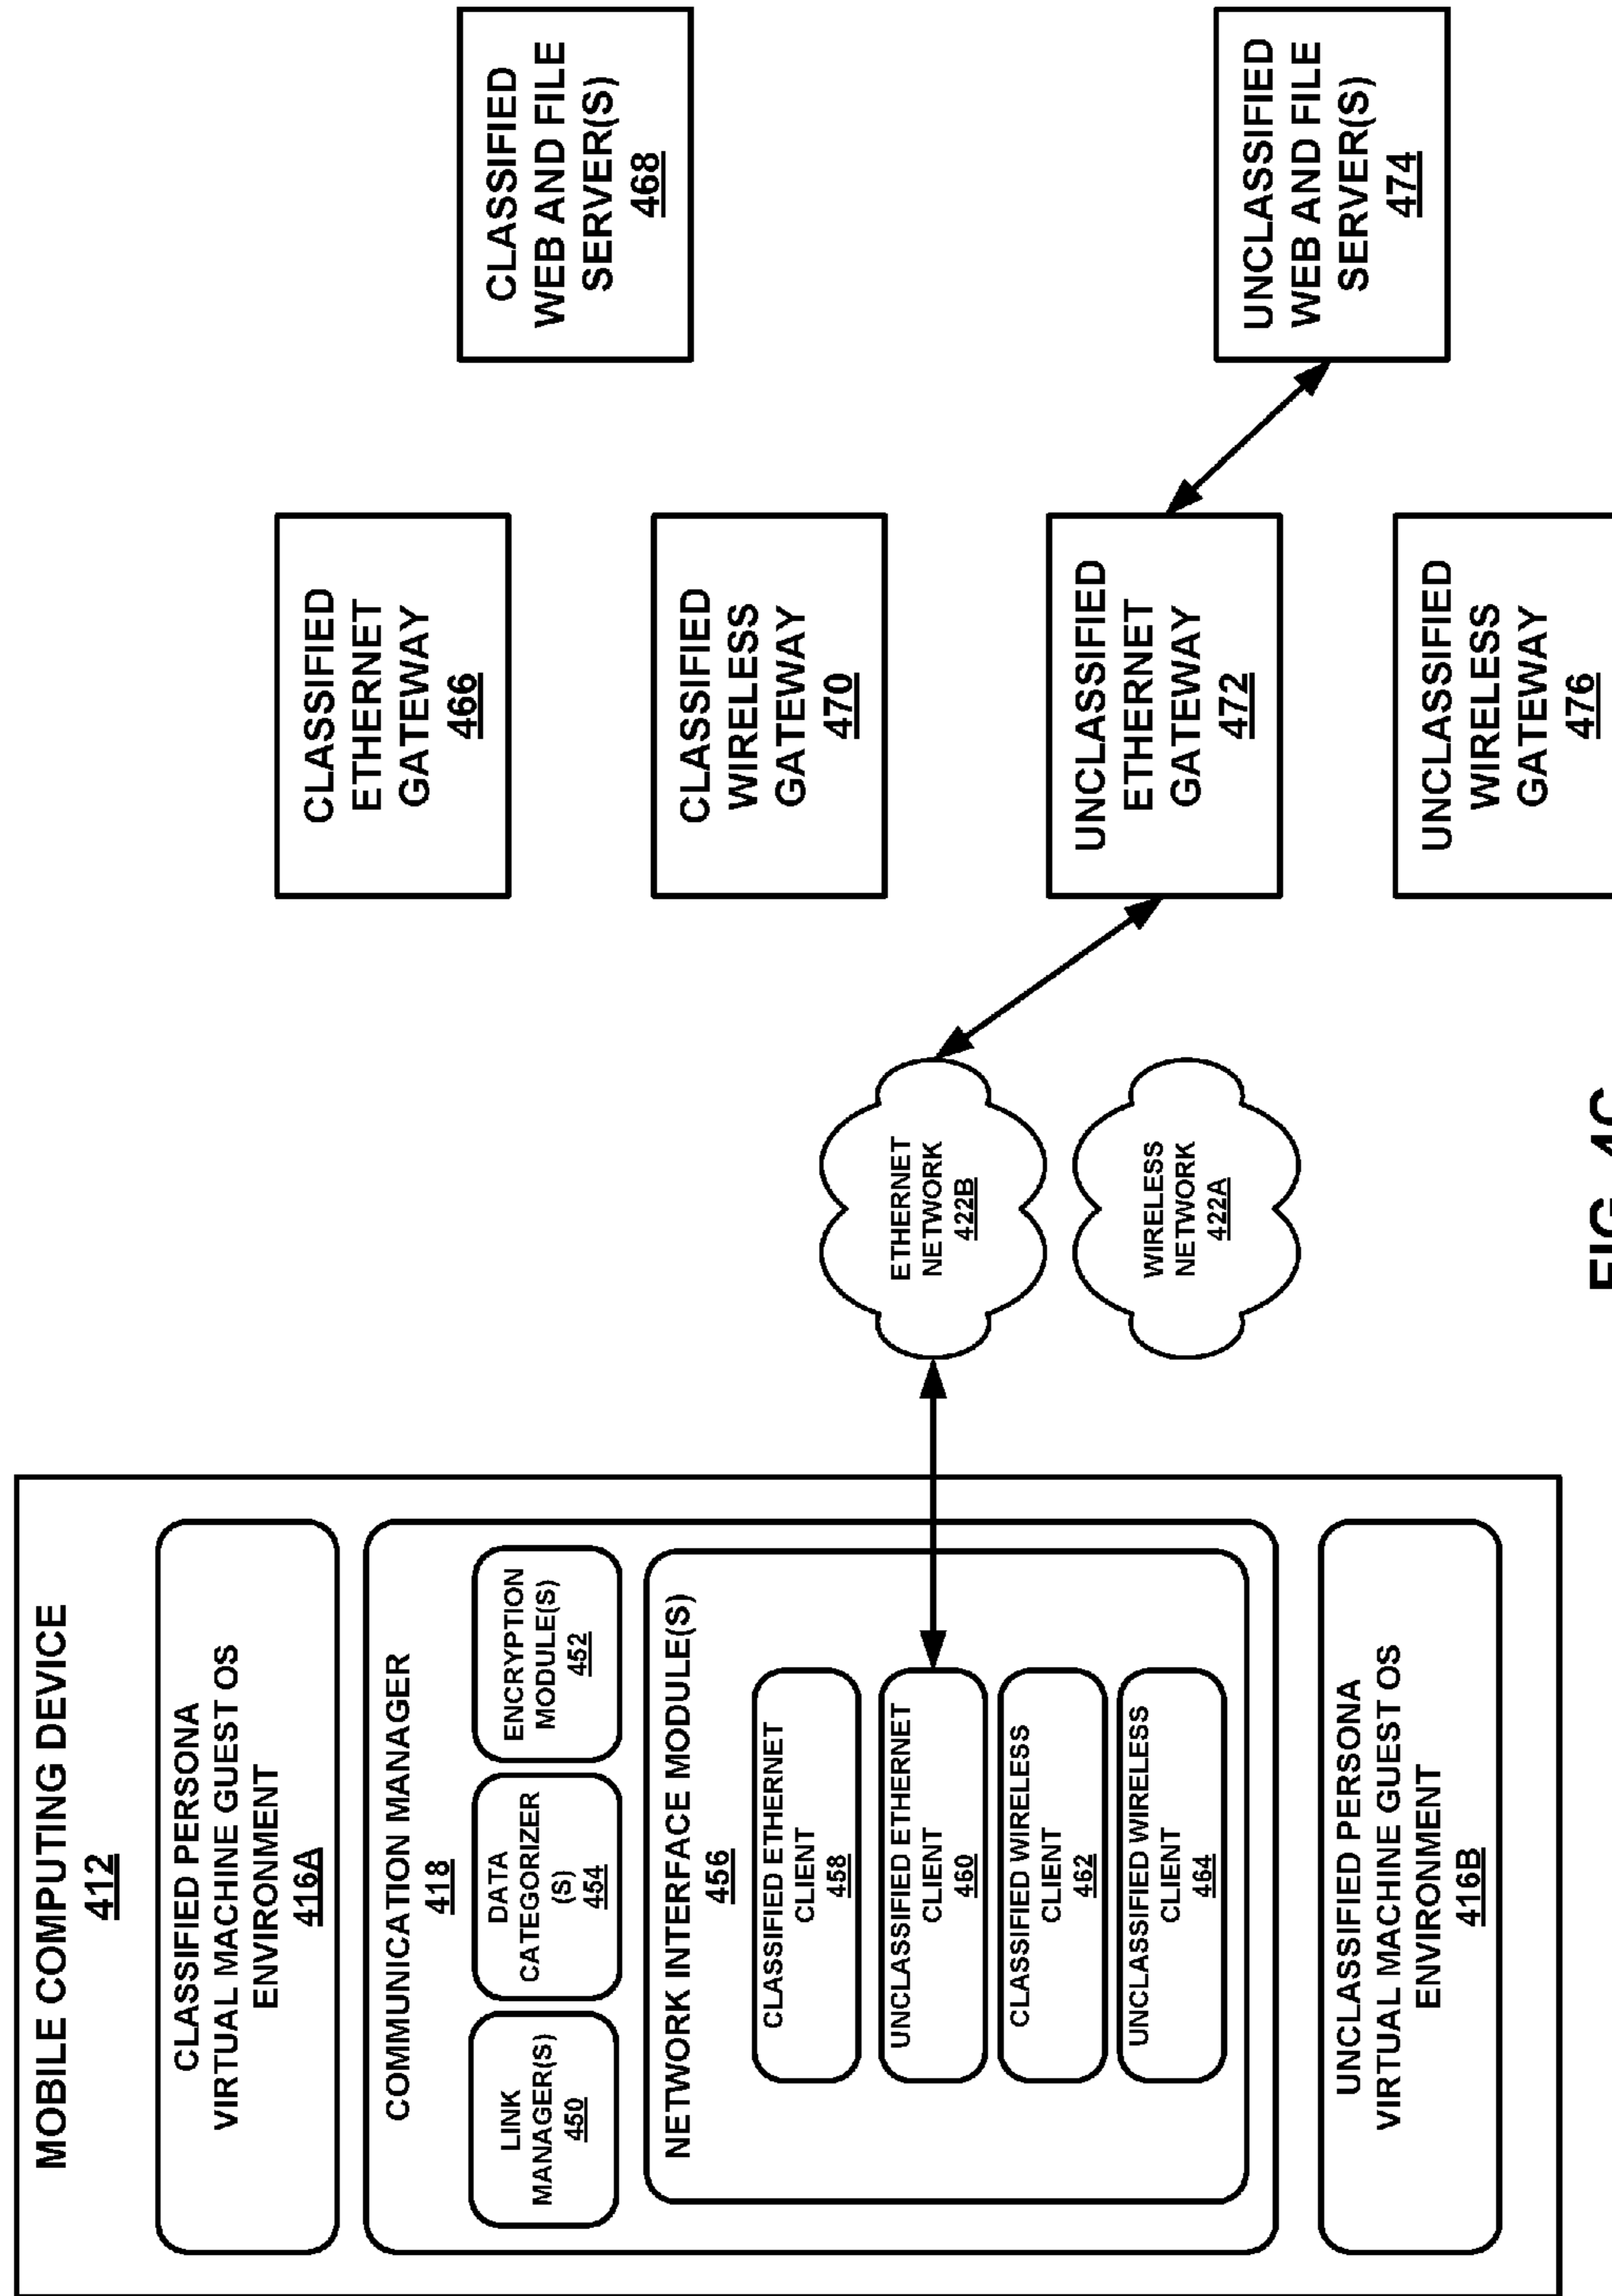 MOBILE COMPUTING DEVICE
412
CLASSIFIED PERSONA
VIRTUAL MACHINE GUEST OS
ENVIRONMENT
416A
COMMUNICATION MANAGER
418
LINK
MANAGER(S)
450
DATA
CATEGORIZER
(S)
454
ENCRYPTION
MODULE(S)
452
NETWORK INTERFACE MODULE(S)
456
CLASSIFIED ETHERNET
CLIENT
458
UNCLASSIFIED ETHERNET
CLIENT
460
CLASSIFIED WIRELESS
CLIENT
462
UNCLASSIFIED WIRELESS
CLIENT
464
UNCLASSIFIED PERSONA
VIRTUAL MACHINE GUEST OS
ENVIRONMENT
416B
ETHERNET
NETWORK
422B
WIRELESS
NETWORK
422A
CLASSIFIED
ETHERNET
GATEWAY
466
CLASSIFIED
WIRELESS
GATEWAY
470
UNCLASSIFIED
ETHERNET
GATEWAY
472
UNCLASSIFIED
WIRELESS
GATEWAY
476
CLASSIFIED
WEB AND FILE
SERVER(S)
468
UNCLASSIFIED
WEB AND FILE
SERVER(S)
474
FIG. 4C